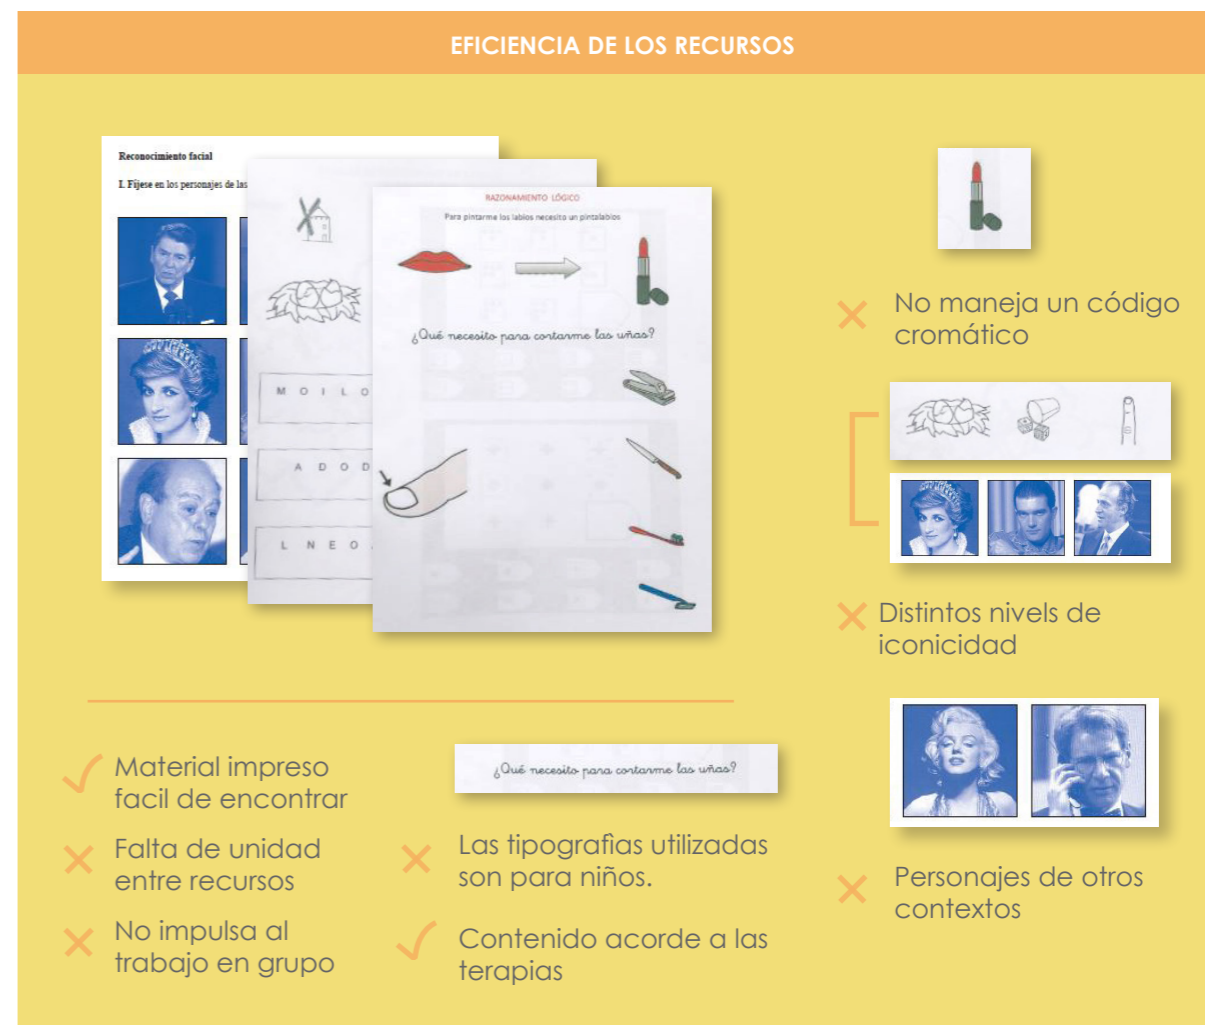 EFICIENCIA DE LOS RECURSOS
Reconocimiento facial
I. Fíjese en los personajes de las
M O I L O
A D O D
L N E O
RAZONAMIENTO LÓGICO
Para pintarme los labios necesito un pintalabios
¿Qué necesito para cortarme las uñas?
No maneja un código
cromático
Distintos nivels de
iconicidad
Personajes de otros
contextos
Material impreso
facil de encontrar
Falta de unidad
entre recursos
No impulsa al
trabajo en grupo
¿Qué necesito para cortarme las uñas?
Las tipografìas utilizadas
son para niños.
Contenido acorde a las
terapias